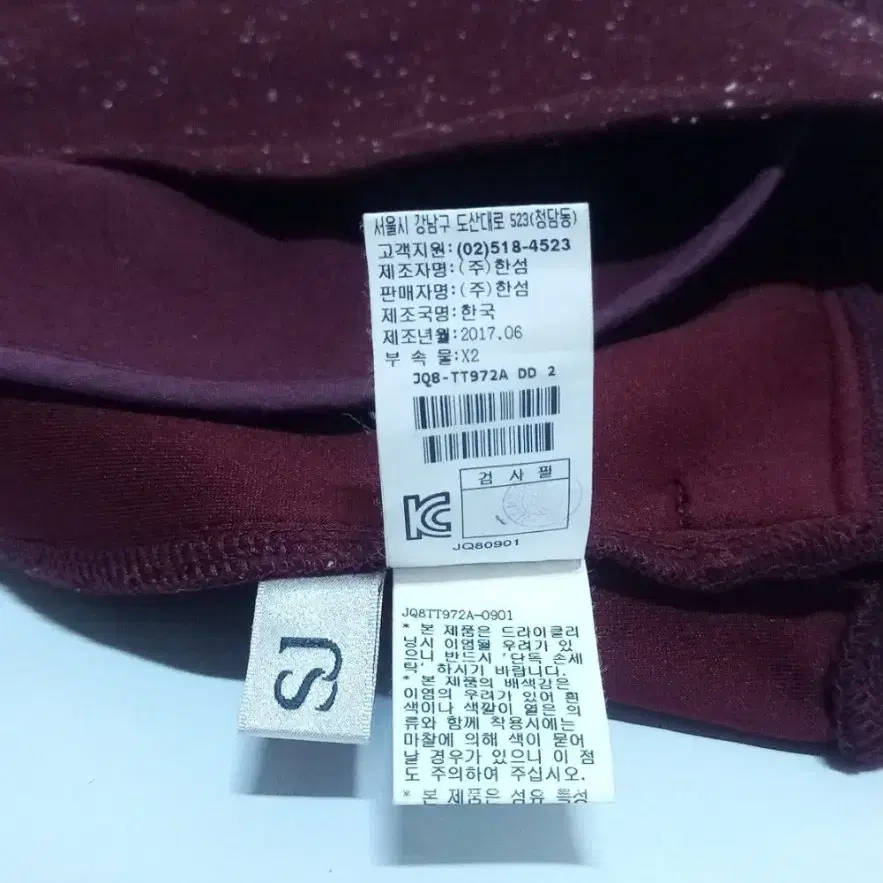 서울시 강남구 도산대로 523(청담동)
고객지원:(02)518-4523
제조자명:(주)한섬
판매자명:(주)한섬
제조국명:한국
제조년월:2017.06
부 속 물:X2
JQ8-TT972A DD 2
검 사 필
KC
JQ80901
SJ
JQ8TT972A-0901
* 본 제품은 드라이클리
닝시 이염될 우려가 있
으니 반드시 '단독 손세
탁' 하시기 바랍니다.
* 본 제품의 배색감은
이염의 우려가 있어 흰
색이나 색깔이 옅은 의
류와 함께 착용시에는
마찰에 의해 색이 묻어
날 경우가 있으니 이 점
도 주의하여 주십시오.
* 본 제품은 섬유 특성